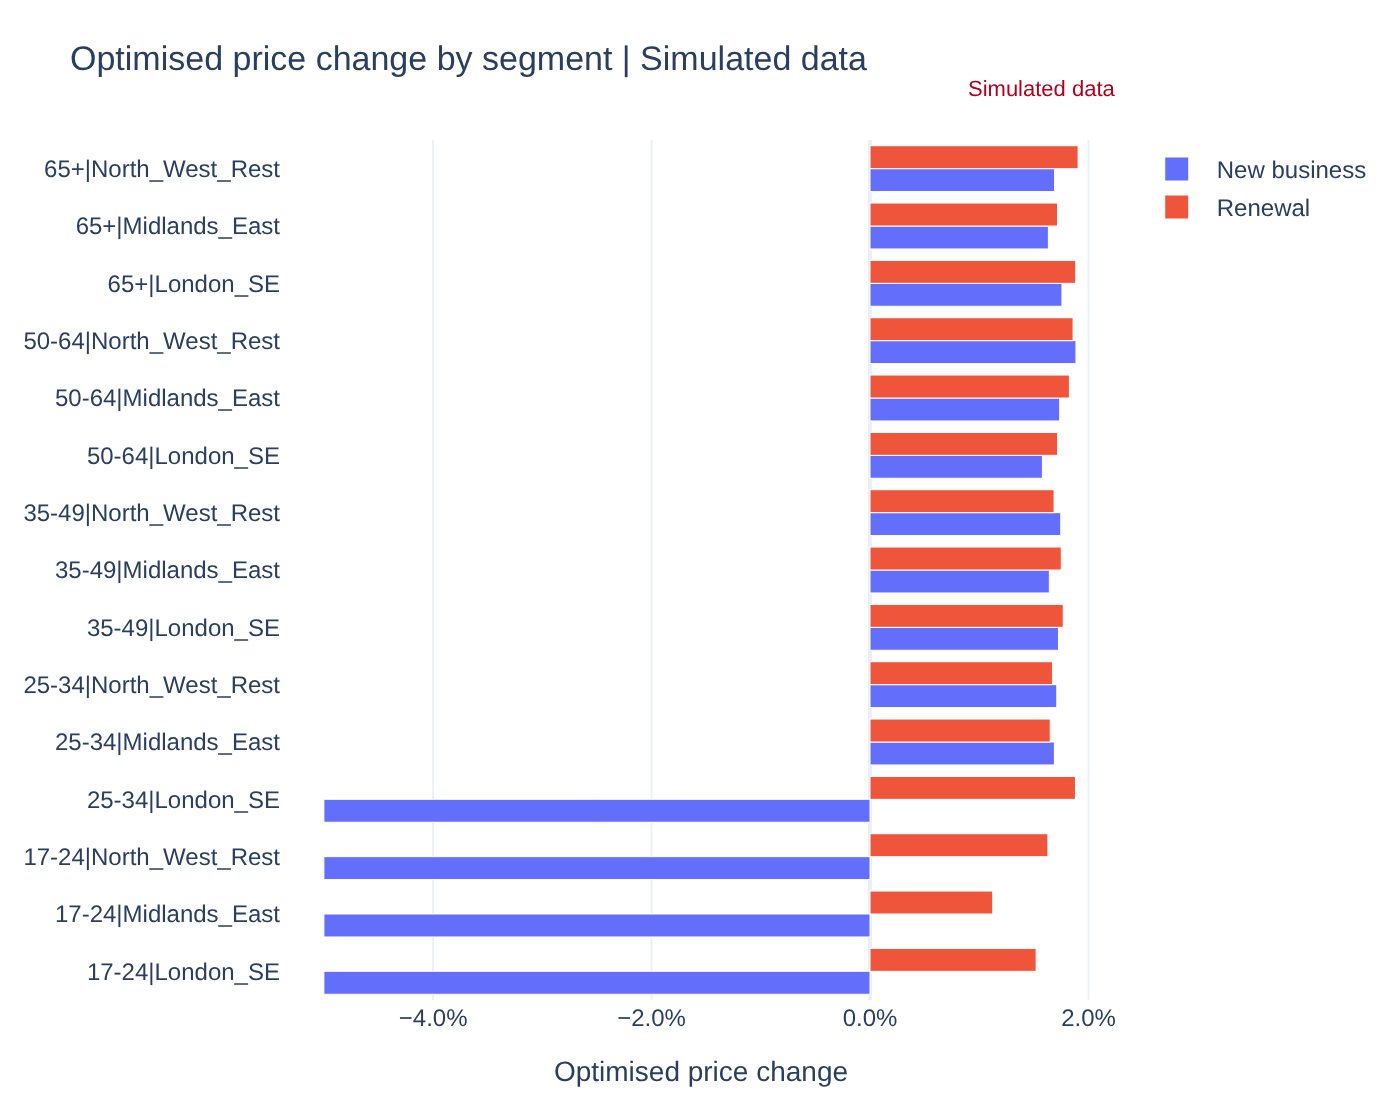 Optimised price change by segment | Simulated data
Simulated data
65+|North_West_Rest
65+|Midlands_East
65+|London_SE
50-64|North_West_Rest
50-64|Midlands_East
50-64|London_SE
35-49|North_West_Rest
35-49|Midlands_East
35-49|London_SE
25-34|North_West_Rest
25-34|Midlands_East
25-34|London_SE
17-24|North_West_Rest
17-24|Midlands_East
17-24|London_SE
New business
Renewal
−4.0%
−2.0%
0.0%
2.0%
Optimised price change